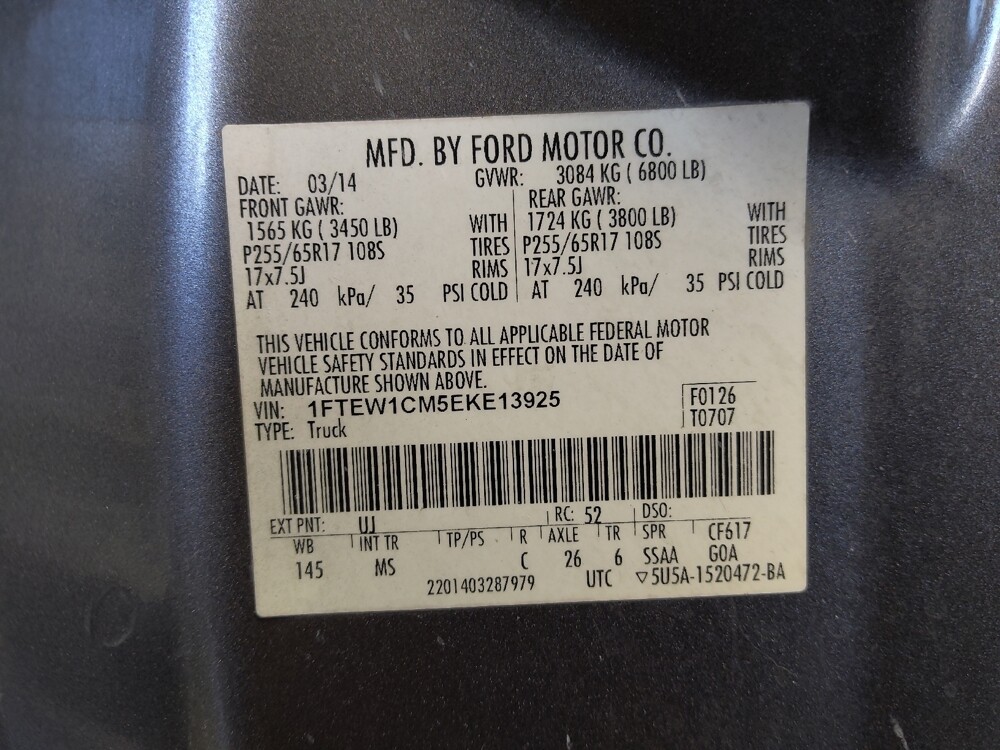 MFD. BY FORD MOTOR CO.
DATE: 03/14 GVWR: 3084 KG ( 6800 LB)
FRONT GAWR: REAR GAWR:
1565 KG ( 3450 LB) WITH 1724 KG ( 3800 LB) WITH
P255/65R17 108S TIRES P255/65R17 108S TIRES
17x7.5J RIMS 17x7.5J RIMS
AT 240 kPa/ 35 PSI COLD AT 240 kPa/ 35 PSI COLD
THIS VEHICLE CONFORMS TO ALL APPLICABLE FEDERAL MOTOR
VEHICLE SAFETY STANDARDS IN EFFECT ON THE DATE OF
MANUFACTURE SHOWN ABOVE.
VIN: 1FTEW1CM5EKE13925 F0126
TYPE: Truck T0707
EXT PNT: UJ RC: 52 DSO:
WB INT TR TP/PS R AXLE TR SPR CF617
145 MS C 26 6 SSAA GOA
2201403287979 UTC ▽5U5A-1520472-BA